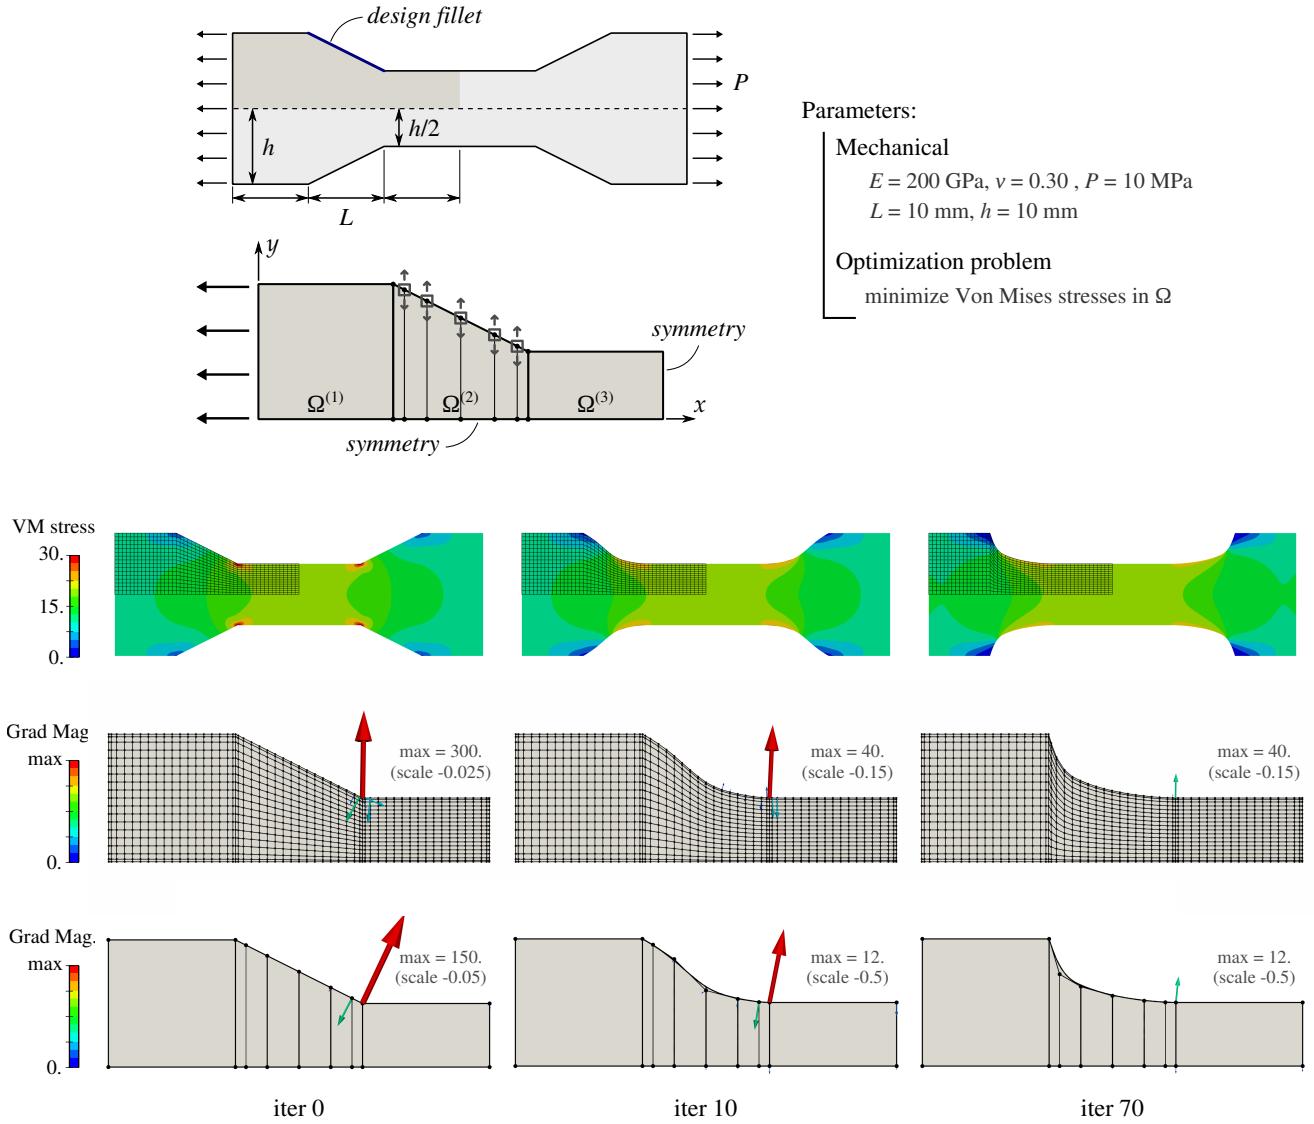 design fillet
P
h/2
h
L
Parameters:
Mechanical
E = 200 GPa, ν = 0.30 , P = 10 MPa
L = 10 mm, h = 10 mm
Optimization problem
minimize Von Mises stresses in Ω
y
symmetry
Ω(1)
Ω(2)
Ω(3)
x
symmetry
VM stress
30.
15.
0.
Grad Mag
max
0.
max = 300.
(scale -0.025)
max = 40.
(scale -0.15)
max = 40.
(scale -0.15)
Grad Mag.
max
0.
max = 150.
(scale -0.05)
max = 12.
(scale -0.5)
max = 12.
(scale -0.5)
iter 0
iter 10
iter 70